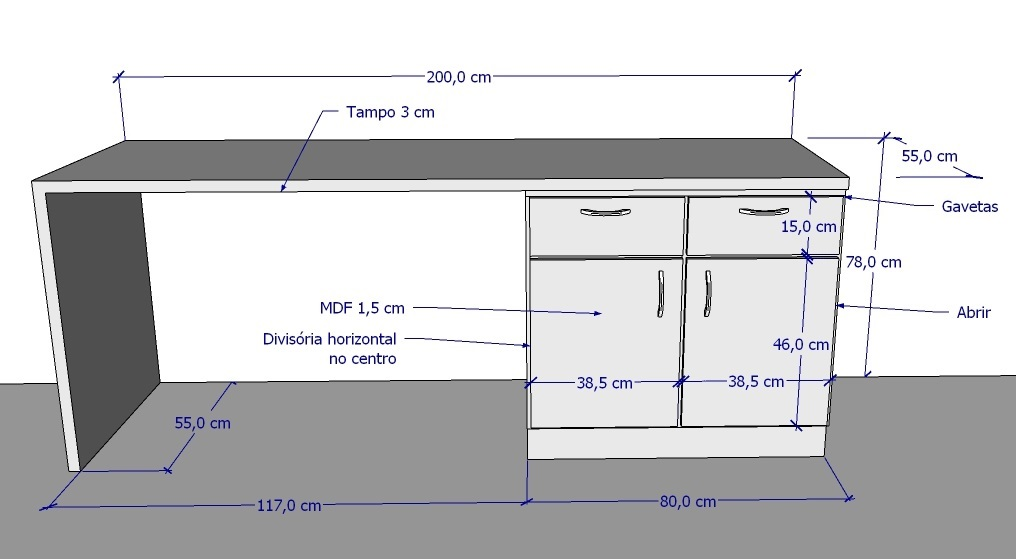 200,0 cm
Tampo 3 cm
55,0 cm
Gavetas
15,0 cm
78,0 cm
MDF 1,5 cm
Abrir
Divisória horizontal
no centro
46,0 cm
38,5 cm
38,5 cm
55,0 cm
117,0 cm
80,0 cm